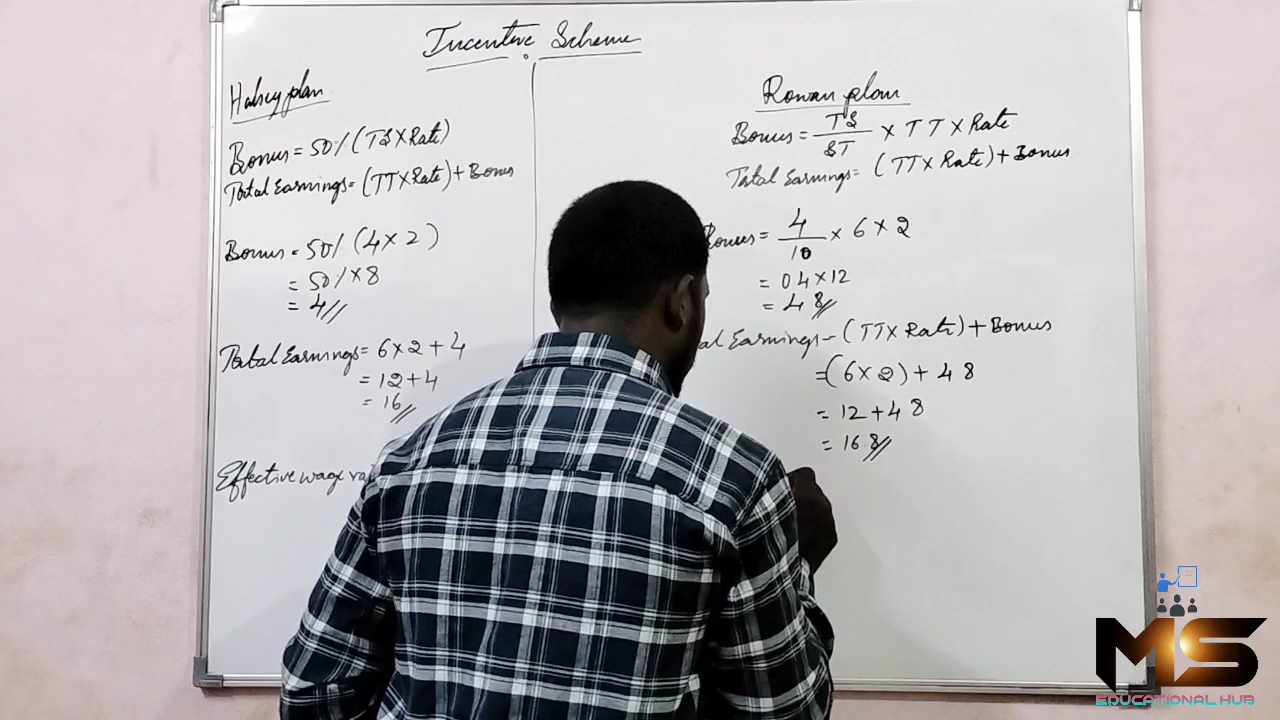 Incentive Scheme
Halsey plan
Bonus = 50% (TS X Rate)
Total Earnings = (TT X Rate) + Bonus
Bonus = 50% (4 X 2)
= 50% X 8
= 4//
Total Earnings = 6 X 2 + 4
= 12 + 4
= 16//
Effective wage
Rowan plan
Bonus = TS/ST X TT X Rate
Total Earnings = (TT X Rate) + Bonus
Bonus = 4/10 X 6 X 2
= 0 4 X 12
= 4 8//
al Earnings = (TT X Rate) + Bonus
= (6 X 2) + 4 8
= 12 + 4 8
= 16 8//
MS
EDUCATIONAL HUB